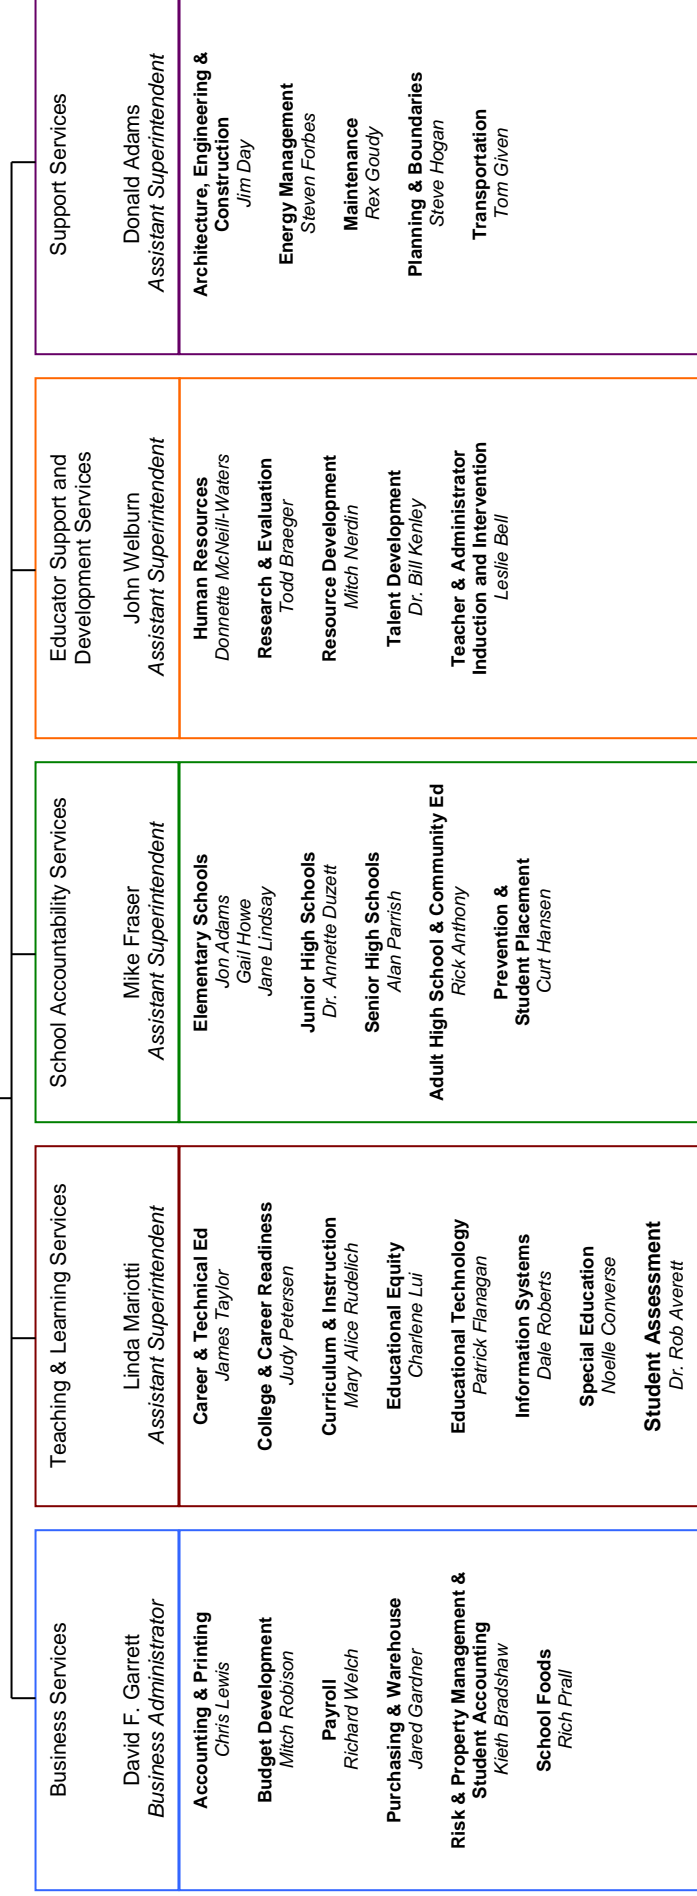 Business Services
David F. Garrett
Business Administrator
Accounting & Printing
Chris Lewis
Budget Development
Mitch Robison
Payroll
Richard Welch
Purchasing & Warehouse
Jared Gardner
Risk & Property Management &
Student Accounting
Kieth Bradshaw
School Foods
Rich Prall
Teaching & Learning Services
Linda Mariotti
Assistant Superintendent
Career & Technical Ed
James Taylor
College & Career Readiness
Judy Petersen
Curriculum & Instruction
Mary Alice Rudelich
Educational Equity
Charlene Lui
Educational Technology
Patrick Flanagan
Information Systems
Dale Roberts
Special Education
Noelle Converse
Student Assessment
Dr. Rob Averett
School Accountability Services
Mike Fraser
Assistant Superintendent
Elementary Schools
Jon Adams
Gail Howe
Jane Lindsay
Junior High Schools
Dr. Annette Duzett
Senior High Schools
Alan Parrish
Adult High School & Community Ed
Rick Anthony
Prevention &
Student Placement
Curt Hansen
Educator Support and
Development Services
John Welburn
Assistant Superintendent
Human Resources
Donnette McNeill-Waters
Research & Evaluation
Todd Braeger
Resource Development
Mitch Nerdin
Talent Development
Dr. Bill Kenley
Teacher & Administrator
Induction and Intervention
Leslie Bell
Support Services
Donald Adams
Assistant Superintendent
Architecture, Engineering &
Construction
Jim Day
Energy Management
Steven Forbes
Maintenance
Rex Goudy
Planning & Boundaries
Steve Hogan
Transportation
Tom Given